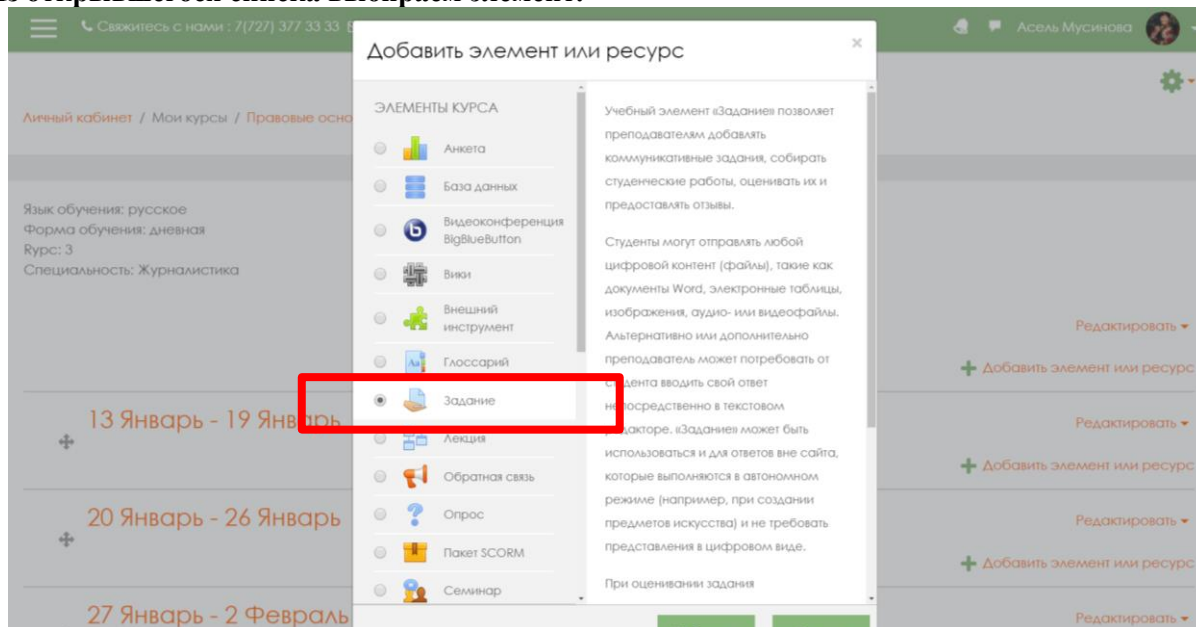 из открывшегося списка выбираем элемент:
Свяжитесь с нами : 7(727) 377 33 33
Асель Мусинова
Добавить элемент или ресурс
×
Личный кабинет / Мои курсы / Правовые осно
Язык обучения: русское
Форма обучения: дневная
Rурс: 3
Специальность: Журналистика
ЭЛЕМЕНТЫ КУРСА
Анкета
База данных
Видеоконференция
BigBlueButton
Вики
Внешний
инструмент
Глоссарий
Задание
Лекция
Обратная связь
Опрос
Пакет SCORM
Семинар
Учебный элемент «Задание» позволяет
преподавателям добавлять
коммуникативные задания, собирать
студенческие работы, оценивать их и
предоставлять отзывы.
Студенты могут отправлять любой
цифровой контент (файлы), такие как
документы Word, электронные таблицы,
изображения, аудио- или видеофайлы.
Альтернативно или дополнительно
преподаватель может потребовать от
студента вводить свой ответ
непосредственно в текстовом
редакторе. «Задание» может быть
использоваться и для ответов вне сайта,
которые выполняются в автономном
режиме (например, при создании
предметов искусства) и не требовать
представления в цифровом виде.
При оценивании задания
Редактировать
Добавить элемент или ресурс
13 Январь - 19 Январь
Редактировать
Добавить элемент или ресурс
20 Январь - 26 Январь
Редактировать
Добавить элемент или ресурс
27 Январь - 2 Февраль
Редактировать